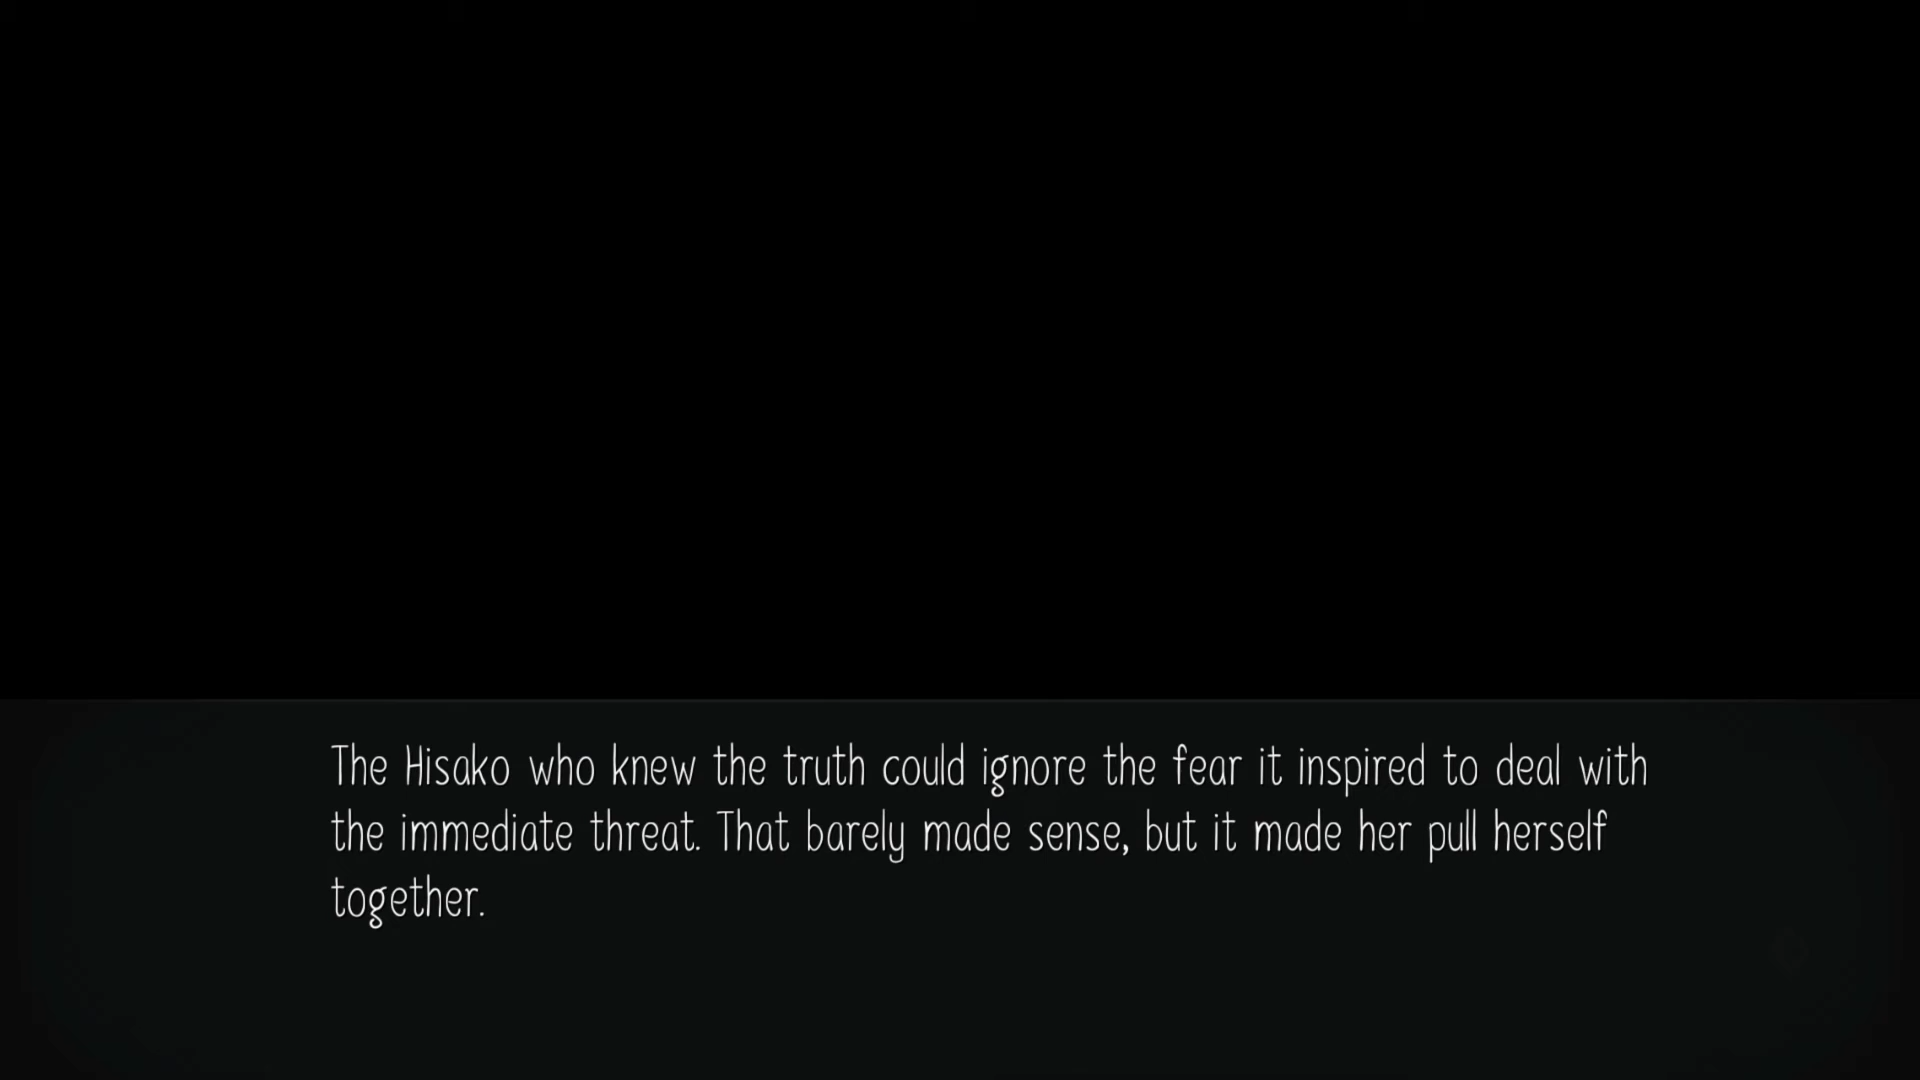 The Hisako who knew the truth could ignore the fear it inspired to deal with
the immediate threat. That barely made sense, but it made her pull herself
together.